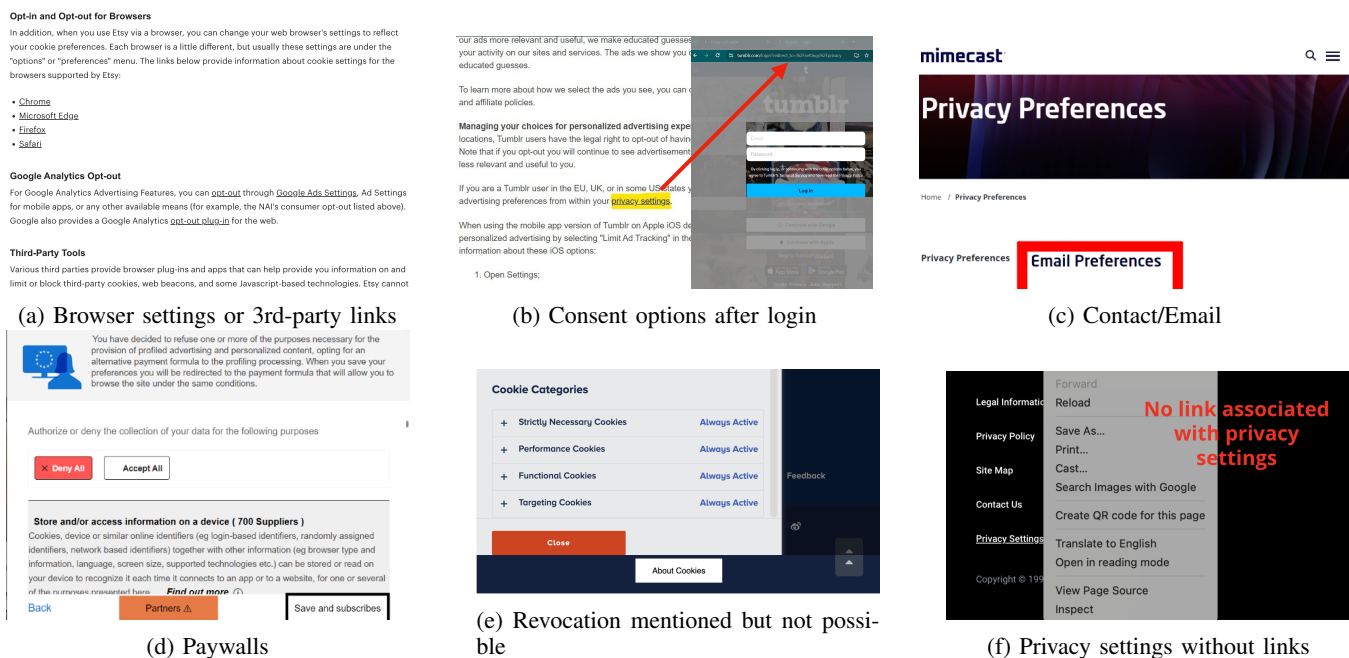 Opt-in and Opt-out for Browsers
In addition, when you use Etsy via a browser, you can change your web browser's settings to reflect
your cookie preferences. Each browser is a little different, but usually these settings are under the
"options" or "preferences" menu. The links below provide information about cookie settings for the
browsers supported by Etsy:
• Chrome
• Microsoft Edge
• Firefox
• Safari
Google Analytics Opt-out
For Google Analytics Advertising Features, you can opt-out through Google Ads Settings, Ad Settings
for mobile apps, or any other available means (for example, the NAI's consumer opt-out listed above).
Google also provides a Google Analytics opt-out plug-in for the web.
Third-Party Tools
Various third parties provide browser plug-ins and apps that can help provide you information on and
limit or block third-party cookies, web beacons, and some Javascript-based technologies. Etsy cannot
(a) Browser settings or 3rd-party links
our ads more relevant and useful, we make educated guesses
your activity on our sites and services. The ads we show you
educated guesses.
To learn more about how we select the ads you see, you can
and affiliate policies.
Managing your choices for personalized advertising
locations, Tumblr users have the legal right to opt-out of
Note that if you opt-out you will continue to see
less relevant and useful to you.
If you are a Tumblr user in the EU, UK, or in some US states
advertising preferences from within your privacy settings.
When using the mobile app version of Tumblr on Apple iOS
personalized advertising by selecting "Limit Ad Tracking" in
information about these iOS options:
1. Open Settings;
t
tumblr
Email
Password
Log in
Continue with Google
Continue with Apple
App Store
Google Play
(b) Consent options after login
mimecast
Privacy Preferences
Home / Privacy Preferences
Privacy Preferences
Email Preferences
(c) Contact/Email
You have decided to refuse one or more of the purposes necessary for the
provision of profiled advertising and personalized content, opting for an
alternative payment formula to the profiling processing. When you save your
preferences you will be redirected to the payment formula that will allow you to
browse the site under the same conditions.
Authorize or deny the collection of your data for the following purposes
× Deny All
Accept All
Store and/or access information on a device ( 700 Suppliers )
Cookies, device or similar online identifiers (eg login-based identifiers, randomly assigned
identifiers, network based identifiers) together with other information (eg browser type and
information, language, screen size, supported technologies etc.) can be stored or read on
your device to recognize it each time it connects to an app or to a website, for one or several
of the purposes presented here. Find out more
Back
Partners ⚠
Save and subscribes
(d) Paywalls
Cookie Categories
+ Strictly Necessary Cookies Always Active
+ Performance Cookies Always Active
+ Functional Cookies Always Active
+ Targeting Cookies Always Active
Close
Feedback
About Cookies
(e) Revocation mentioned but not possi-
ble
Legal
Privacy Policy
Site Map
Contact Us
Privacy Settings
Copyright © 199
Forward
Reload
Save As...
Print...
Cast...
Search Images with Google
Create QR code for this page
Translate to English
Open in reading mode
View Page Source
Inspect
No link associated
with privacy
settings
(f) Privacy settings without links